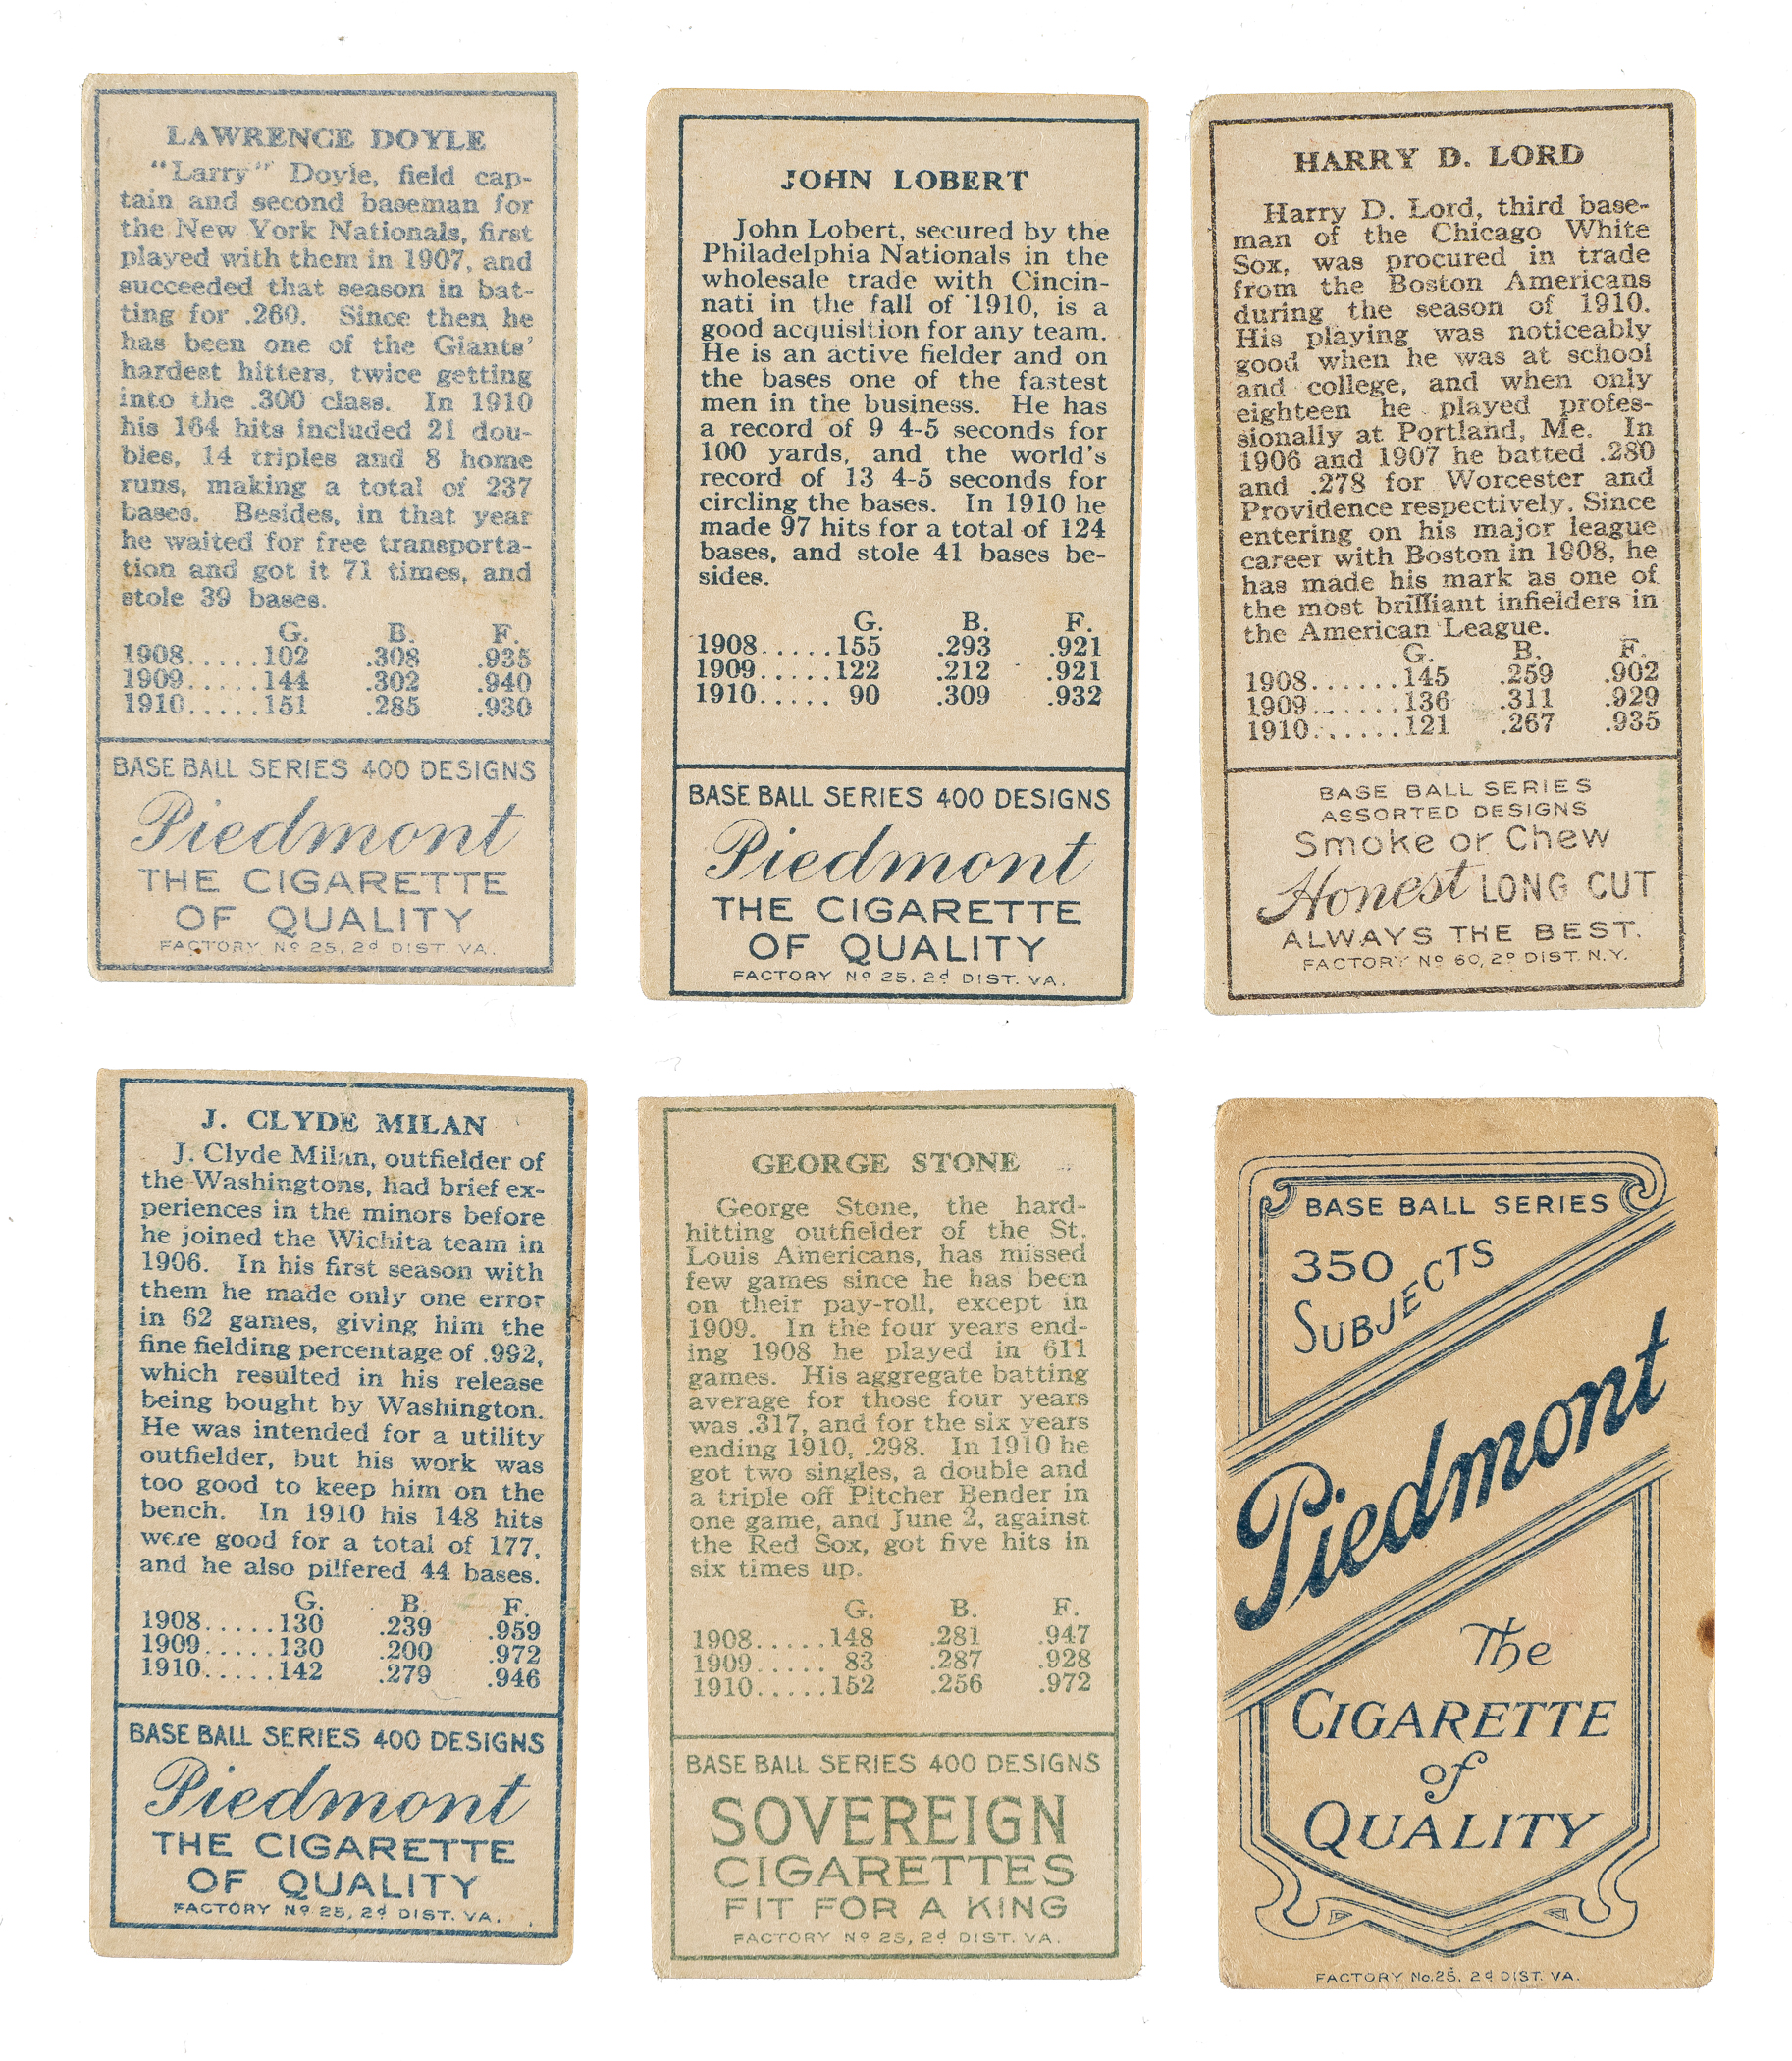 LAWRENCE DOYLE
"Larry" Doyle, field cap-
tain and second baseman for
the New York Nationals, first
played with them in 1907, and
succeeded that season in bat-
ting for .260. Since then he
has been one of the Giants'
hardest hitters, twice getting
into the .300 class. In 1910
his 164 hits included 21 dou-
bles, 14 triples and 8 home
runs, making a total of 237
bases. Besides, in that year
he waited for free transporta-
tion and got it 71 times, and
stole 39 bases.
G. B. F.
1908.....102 .308 .935
1909.....144 .302 .940
1910.....151 .285 .930
BASE BALL SERIES 400 DESIGNS
Piedmont
THE CIGARETTE
OF QUALITY
FACTORY No 25, 2d DIST. VA.
JOHN LOBERT
John Lobert, secured by the
Philadelphia Nationals in the
wholesale trade with Cincin-
nati in the fall of 1910, is a
good acquisition for any team.
He is an active fielder and on
the bases one of the fastest
men in the business. He has
a record of 9 4-5 seconds for
100 yards, and the world's
record of 13 4-5 seconds for
circling the bases. In 1910 he
made 97 hits for a total of 124
bases, and stole 41 bases be-
sides.
G. B. F.
1908.....155 .293 .921
1909.....122 .212 .921
1910..... 90 .309 .932
BASE BALL SERIES 400 DESIGNS
Piedmont
THE CIGARETTE
OF QUALITY
FACTORY No 25, 2d DIST. VA.
HARRY D. LORD
Harry D. Lord, third base-
man of the Chicago White
Sox, was procured in trade
from the Boston Americans
during the season of 1910.
His playing was noticeably
good when he was at school
and college, and when only
eighteen he played profes-
sionally at Portland, Me. In
1906 and 1907 he batted .280
and .278 for Worcester and
Providence respectively. Since
entering on his major league
career with Boston in 1908, he
has made his mark as one of
the most brilliant infielders in
the American League.
G. B. F.
1908.......145 .259 .902
1909.......136 .311 .929
1910.......121 .267 .935
BASE BALL SERIES
ASSORTED DESIGNS
Smoke or Chew
Honest LONG CUT
ALWAYS THE BEST.
FACTORY No 60, 2d DIST. N.Y.
J. CLYDE MILAN
J. Clyde Milan, outfielder of
the Washingtons, had brief ex-
periences in the minors before
he joined the Wichita team in
1906. In his first season with
them he made only one error
in 62 games, giving him the
fine fielding percentage of .992,
which resulted in his release
being bought by Washington.
He was intended for a utility
outfielder, but his work was
too good to keep him on the
bench. In 1910 his 148 hits
were good for a total of 177,
and he also pilfered 44 bases.
G. B. F.
1908.....130 .239 .959
1909.....130 .200 .972
1910.....142 .279 .946
BASE BALL SERIES 400 DESIGNS
Piedmont
THE CIGARETTE
OF QUALITY
FACTORY No 25, 2d DIST. VA.
GEORGE STONE
George Stone, the hard-
hitting outfielder of the St.
Louis Americans, has missed
few games since he has been
on their pay-roll, except in
1909. In the four years end-
ing 1908 he played in 611
games. His aggregate batting
average for those four years
was .317, and for the six years
ending 1910, .298. In 1910 he
got two singles, a double and
a triple off Pitcher Bender in
one game, and June 2, against
the Red Sox, got five hits in
six times up.
G. B. F.
1908.....148 .281 .947
1909..... 83 .287 .928
1910.....152 .256 .972
BASE BALL SERIES 400 DESIGNS
SOVEREIGN
CIGARETTES
FIT FOR A KING
FACTORY No 25, 2d DIST. VA.
BASE BALL SERIES
350
SUBJECTS
Piedmont
The
CIGARETTE
of
QUALITY
FACTORY No. 25, 2d DIST. VA.